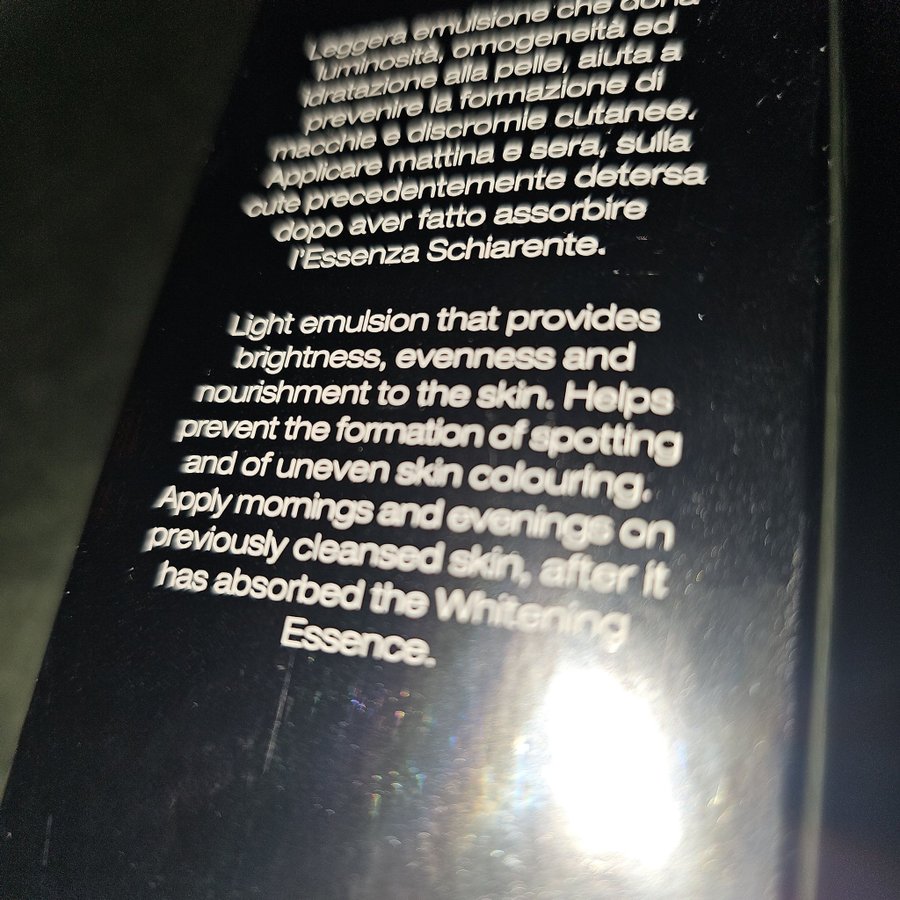 Leggera emulsione che dona
luminosità, omogeneità ed
idratazione alla pelle, aiuta a
prevenire la formazione di
macchie e discromie cutanee.
Applicare mattina e sera, sulla
cute precedentemente detersa
dopo aver fatto assorbire
l'Essenza Schiarente.
Light emulsion that provides
brightness, evenness and
nourishment to the skin. Helps
prevent the formation of spotting
and of uneven skin colouring.
Apply mornings and evenings on
previously cleansed skin, after it
has absorbed the Whitening
Essence.